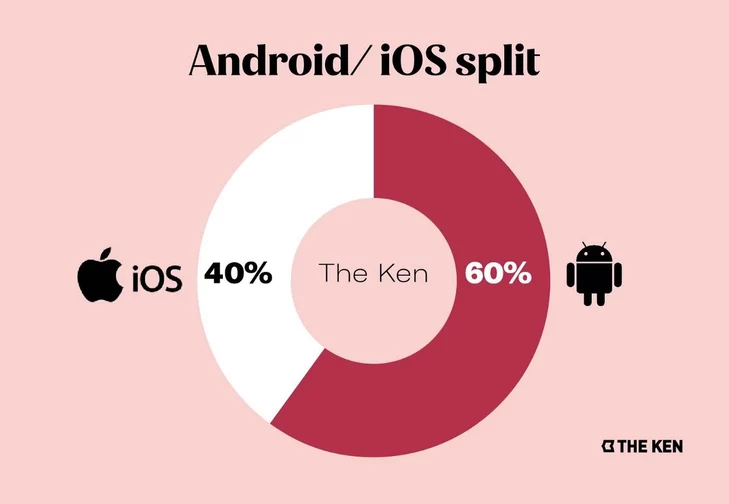 Android/ iOS split
iOS
40%
The Ken
60%
THE KEN